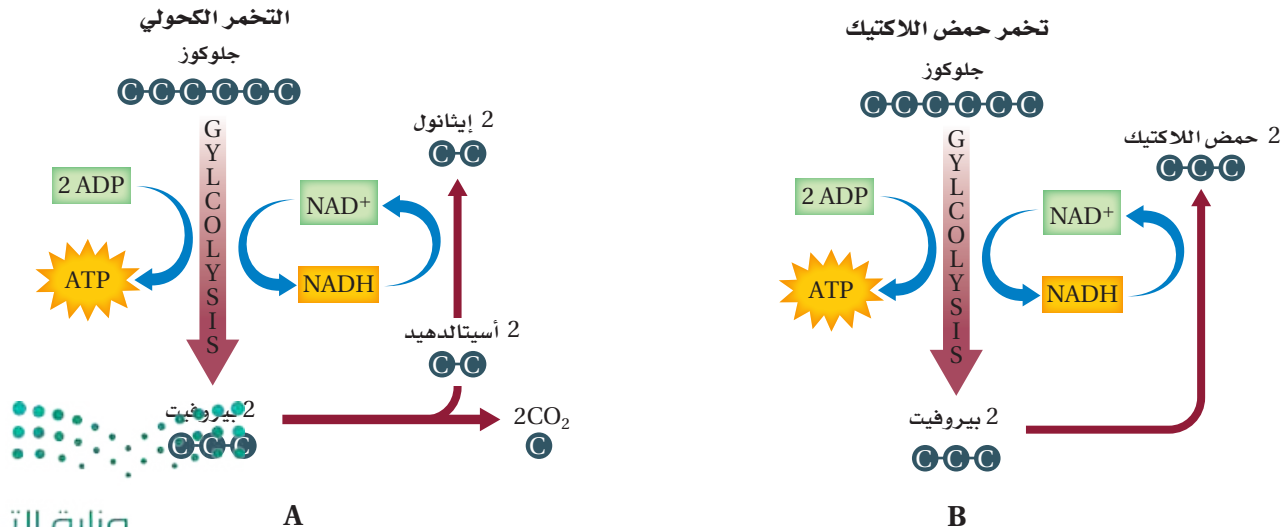 التخمر الكحولي
جلوكوز
C C C C C C
GYLCOLYSIS
2 ADP
ATP
NAD+
NADH
2 إيثانول
C C
2 أسيتالدهيد
C C
2 بيروفيت
C C C
2CO₂
C
A
تخمر حمض اللاكتيك
جلوكوز
C C C C C C
GYLCOLYSIS
2 ADP
ATP
NAD+
NADH
2 حمض اللاكتيك
C C C
2 بيروفيت
C C C
B